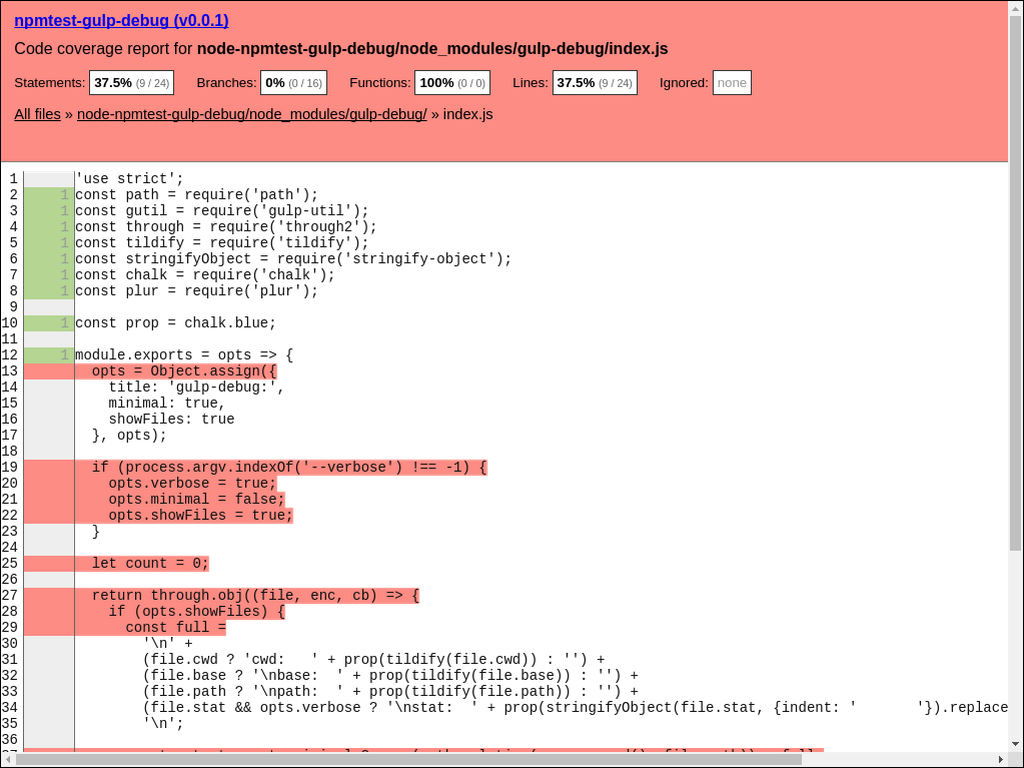 npmtest-gulp-debug (v0.0.1)
Code coverage report for node-npmtest-gulp-debug/node_modules/gulp-debug/index.js
Statements: 37.5% (9 / 24) Branches: 0% (0 / 16) Functions: 100% (0 / 0) Lines: 37.5% (9 / 24) Ignored: none
All files » node-npmtest-gulp-debug/node_modules/gulp-debug/ » index.js
1 'use strict';
2 1 const path = require('path');
3 1 const gutil = require('gulp-util');
4 1 const through = require('through2');
5 1 const tildify = require('tildify');
6 1 const stringifyObject = require('stringify-object');
7 1 const chalk = require('chalk');
8 1 const plur = require('plur');
9
10 1 const prop = chalk.blue;
11
12 1 module.exports = opts => {
13 opts = Object.assign({
14 title: 'gulp-debug:',
15 minimal: true,
16 showFiles: true
17 }, opts);
18
19 if (process.argv.indexOf('--verbose') !== -1) {
20 opts.verbose = true;
21 opts.minimal = false;
22 opts.showFiles = true;
23 }
24
25 let count = 0;
26
27 return through.obj((file, enc, cb) => {
28 if (opts.showFiles) {
29 const full =
30 '\n' +
31 (file.cwd ? 'cwd:   ' + prop(tildify(file.cwd)) : '') +
32 (file.base ? '\nbase:  ' + prop(tildify(file.base)) : '') +
33 (file.path ? '\npath:  ' + prop(tildify(file.path)) : '') +
34 (file.stat && opts.verbose ? '\nstat:  ' + prop(stringifyObject(file.stat, {indent: '       '}).replace
35 '\n';
36